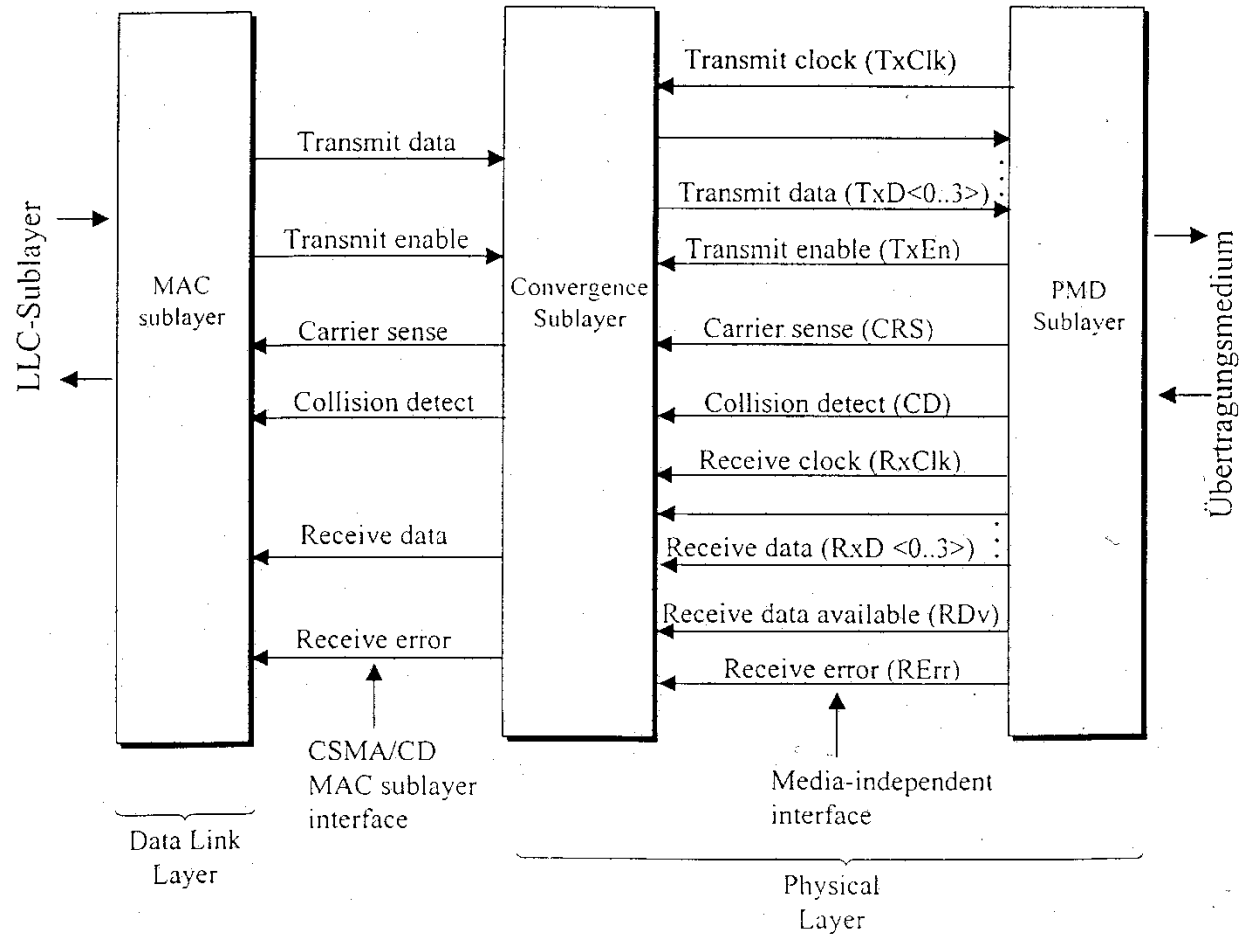 LLC-Sublayer
MAC
sublayer
Transmit data
Transmit enable
Carrier sense
Collision detect
Receive data
Receive error
CSMA/CD
MAC sublayer
interface
Convergence
Sublayer
Transmit clock (TxClk)
Transmit data (TxD<0..3>)
Transmit enable (TxEn)
Carrier sense (CRS)
Collision detect (CD)
Receive clock (RxClk)
Receive data (RxD <0..3>)
Receive data available (RDv)
Receive error (RErr)
Media-independent
interface
PMD
Sublayer
Übertragungsmedium
Data Link
Layer
Physical
Layer